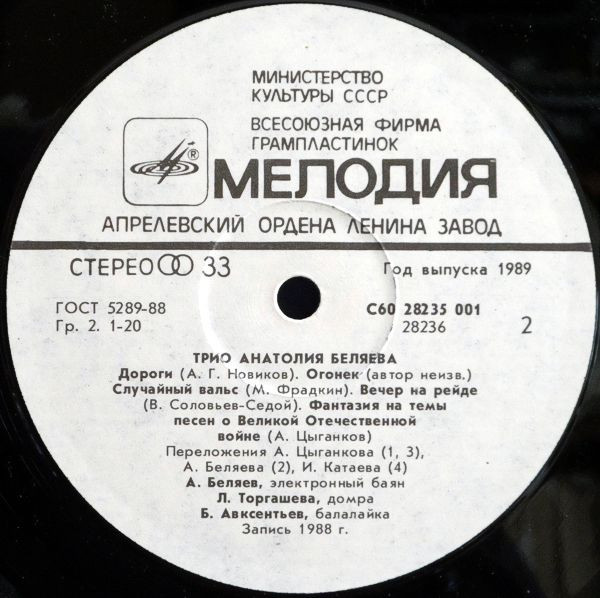 МИНИСТЕРСТВО
КУЛЬТУРЫ СССР
ВСЕСОЮЗНАЯ ФИРМА
ГРАМПЛАСТИНОК
® МЕЛОДИЯ
АПРЕЛЕВСКИЙ ОРДЕНА ЛЕНИНА ЗАВОД
СТЕРЕО 33 Год выпуска 1989
ГОСТ 5289-88 С60 28235 001
Гр. 2. 1-20 28236 2
ТРИО АНАТОЛИЯ БЕЛЯЕВА
Дороги (А. Г. Новиков). Огонек (автор неизв.)
Случайный вальс (М. Фрадкин). Вечер на рейде
(В. Соловьев-Седой). Фантазия на темы
песен о Великой Отечественной
войне (А. Цыганков)
Переложения А. Цыганкова (1, 3),
А. Беляева (2), И. Катаева (4)
А. Беляев, электронный баян
Л. Торгашева, домра
Б. Авксентьев, балалайка
Запись 1988 г.